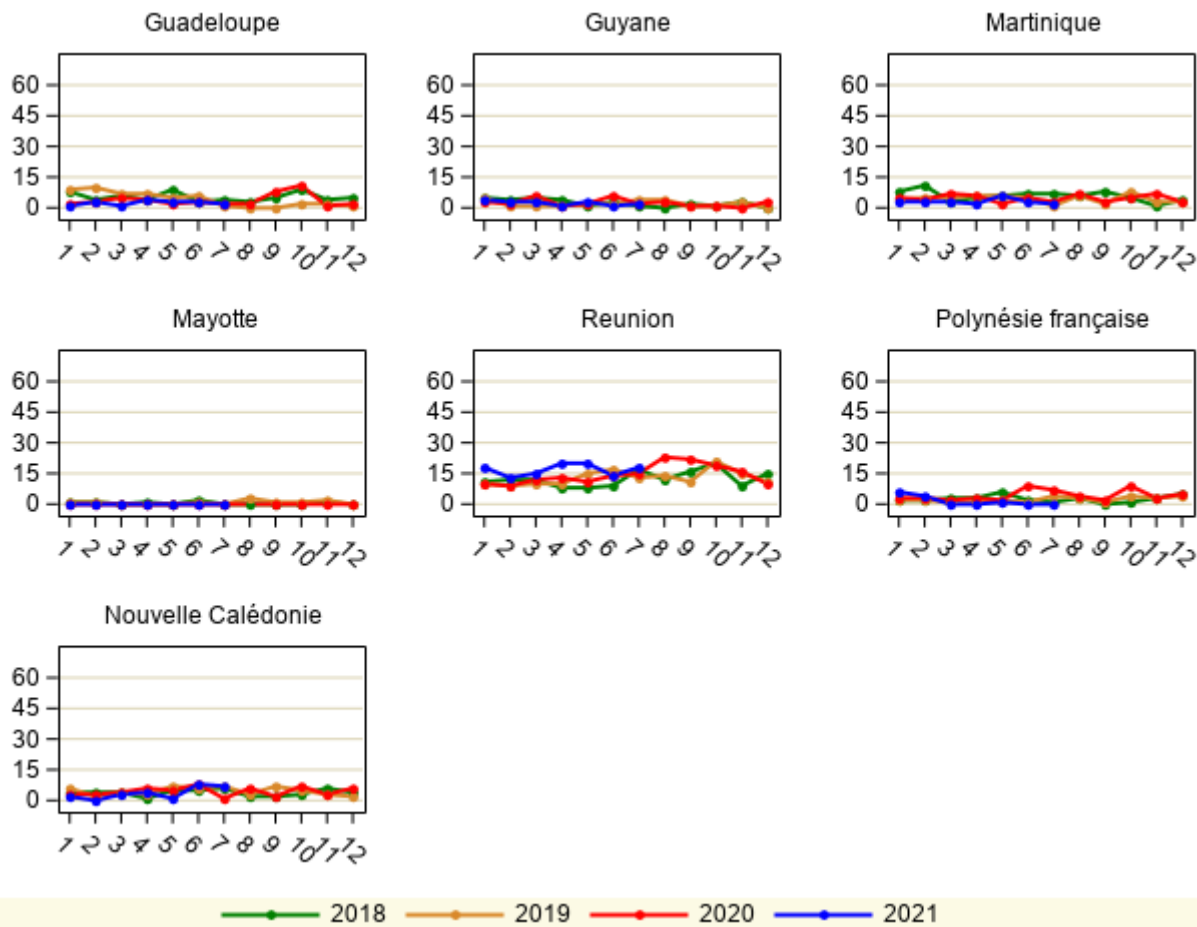 Guadeloupe Guyane Martinique
60 60 60
45 45 45
30 30 30
15 15 15
0 0 0
1 2 3 4 5 6 7 8 9 10 11 12 1 2 3 4 5 6 7 8 9 10 11 12 1 2 3 4 5 6 7 8 9 10 11 12
Mayotte Reunion Polynésie française
60 60 60
45 45 45
30 30 30
15 15 15
0 0 0
1 2 3 4 5 6 7 8 9 10 11 12 1 2 3 4 5 6 7 8 9 10 11 12 1 2 3 4 5 6 7 8 9 10 11 12
Nouvelle Calédonie
60
45
30
15
0
1 2 3 4 5 6 7 8 9 10 11 12
2018 2019 2020 2021